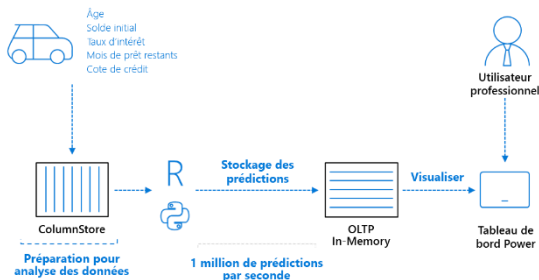 Âge
Solde initial
Taux d'intérêt
Mois de prêt restants
Cote de crédit
Utilisateur
professionnel
R
Stockage des
prédictions
Visualiser
ColumnStore
OLTP
In-Memory
Tableau de
bord Power
Préparation pour
analyse des données
1 million de prédictions
par seconde